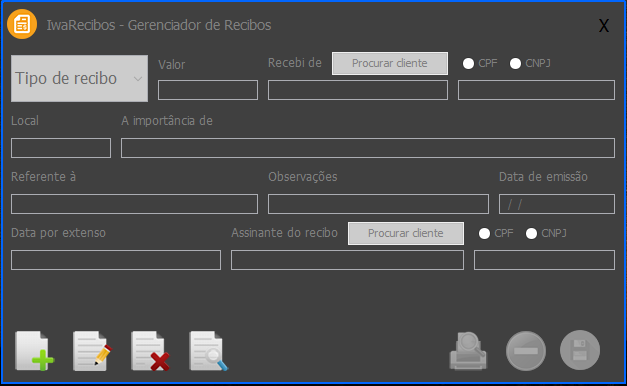 IwaRecibos - Gerenciador de Recibos X
Tipo de recibo Valor Recebi de Procurar cliente CPF CNPJ
Local A importância de
Referente à Observações Data de emissão
/ /
Data por extenso Assinante do recibo Procurar cliente CPF CNPJ